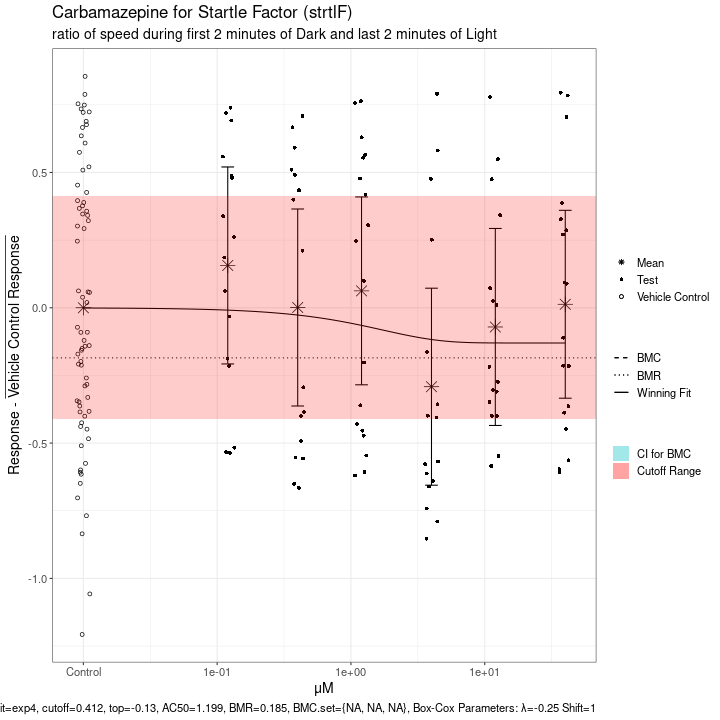 Carbamazepine for Startle Factor (strtlF)
ratio of speed during first 2 minutes of Dark and last 2 minutes of Light
Response - Vehicle Control Response
0.5
0.0
-0.5
-1.0
Control
1e-01
1e+00
1e+01
μM
Mean
Test
Vehicle Control
BMC
BMR
Winning Fit
CI for BMC
Cutoff Range
it=exp4, cutoff=0.412, top=-0.13, AC50=1.199, BMR=0.185, BMC.set={NA, NA, NA}, Box-Cox Parameters: λ=-0.25 Shift=1